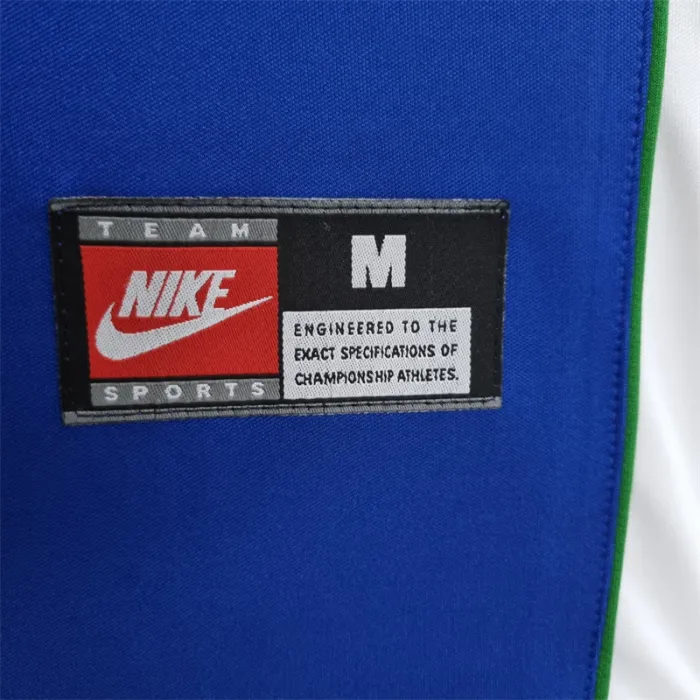 TEAM
NIKE
SPORTS
M
ENGINEERED TO THE
EXACT SPECIFICATIONS OF
CHAMPIONSHIP ATHLETES.